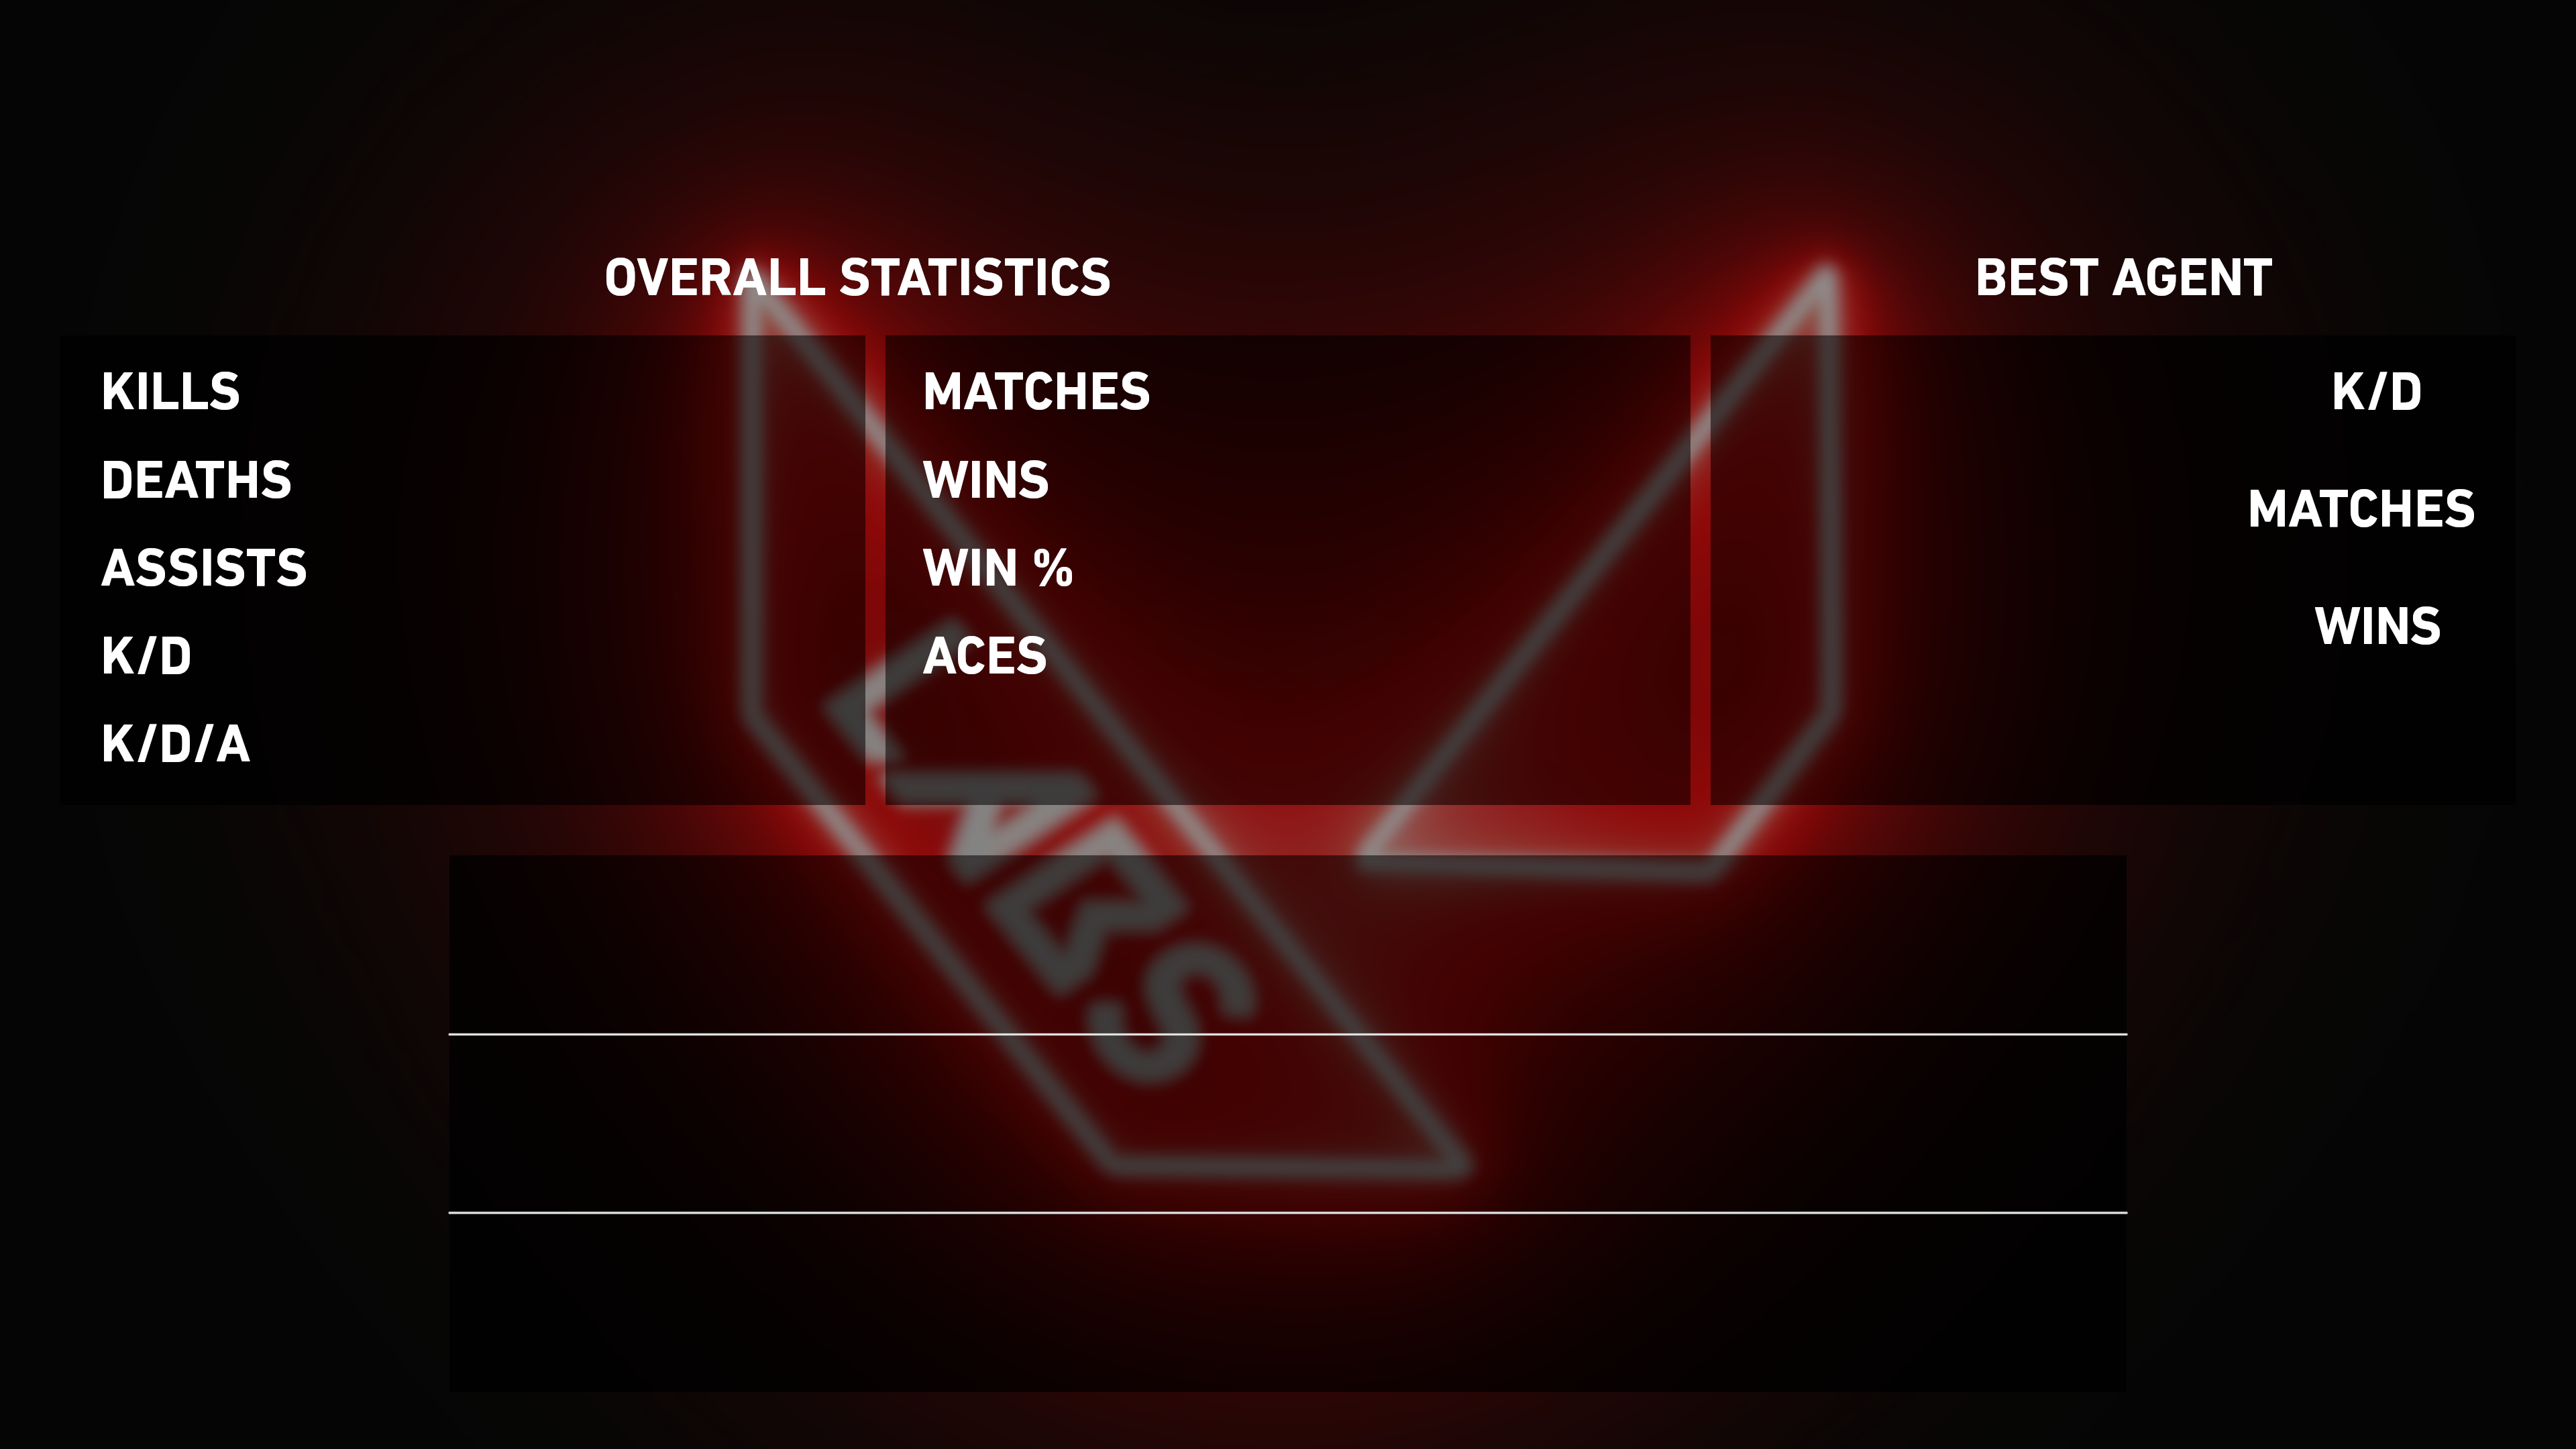 OVERALL STATISTICS
BEST AGENT
KILLS
DEATHS
ASSISTS
K/D
K/D/A
MATCHES
WINS
WIN %
ACES
K/D
MATCHES
WINS
LABS